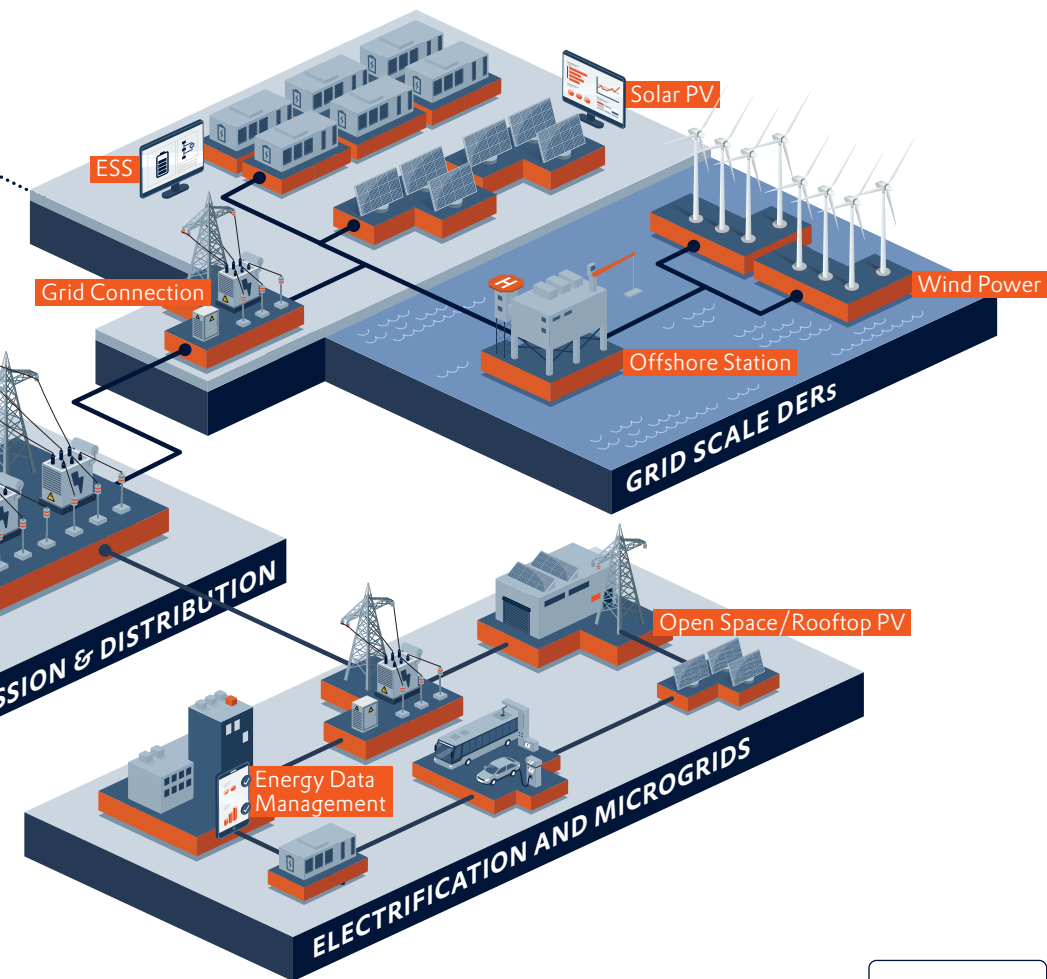 Solar PV
ESS
Grid Connection
Wind Power
H
Offshore Station
GRID SCALE DERs
SSION & DISTRIBUTION
Open Space/Rooftop PV
Energy Data
Management
ELECTRIFICATION AND MICROGRIDS